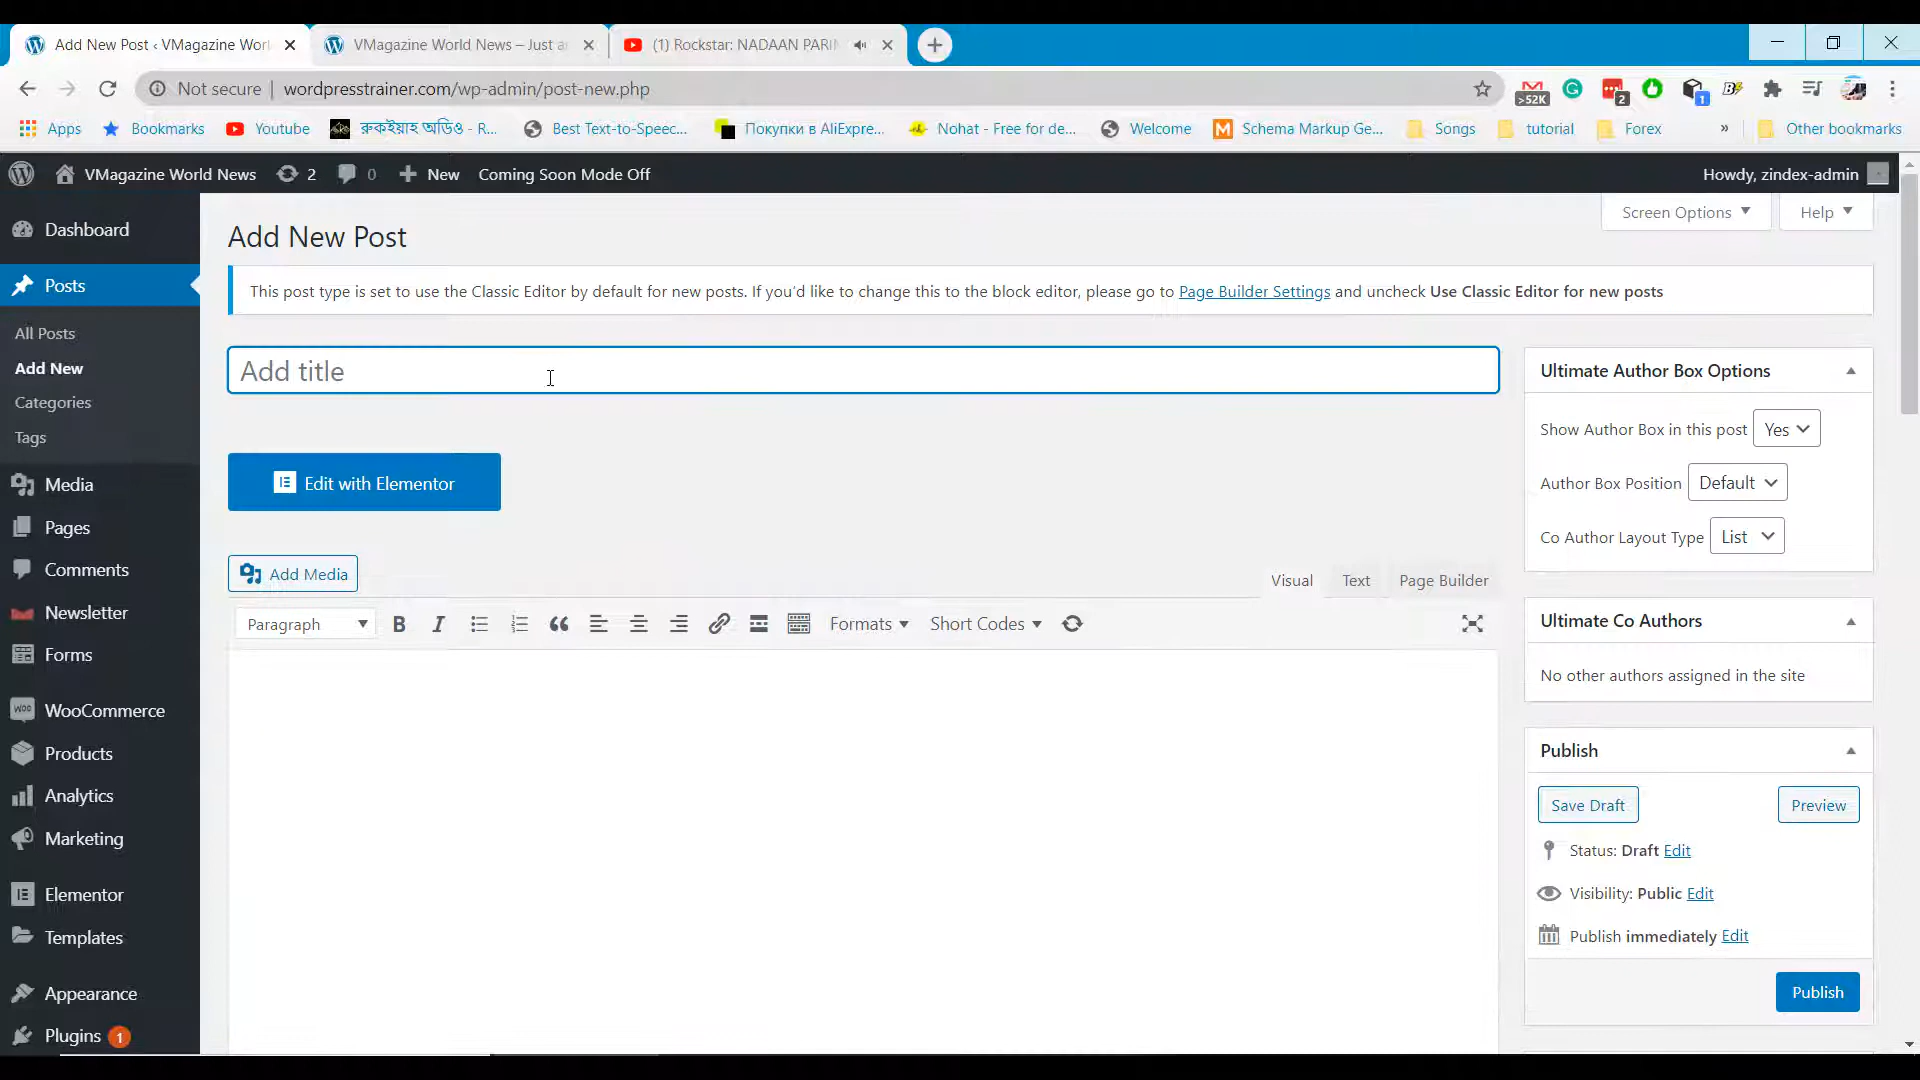 Add New Post ‹ VMagazine Wor
VMagazine World News – Just a
(1) Rockstar: NADAAN PARI
Not secure | wordpresstrainer.com/wp-admin/post-new.php
>52K
2
1
Apps
Bookmarks
Youtube
রুকইয়াহ অডিও - R...
Best Text-to-Speec...
Покупки в AliExpre...
Nohat - Free for de...
Welcome
Schema Markup Ge...
Songs
tutorial
Forex
»
Other bookmarks
VMagazine World News
2
0
New
Coming Soon Mode Off
Howdy, zindex-admin
Screen Options
Help
Dashboard
Posts
All Posts
Add New
Categories
Tags
Media
Pages
Comments
Newsletter
Forms
WooCommerce
Products
Analytics
Marketing
Elementor
Templates
Appearance
Plugins 1
Add New Post
This post type is set to use the Classic Editor by default for new posts. If you’d like to change this to the block editor, please go to Page Builder Settings and uncheck Use Classic Editor for new posts
Add title
Edit with Elementor
Add Media
Visual
Text
Page Builder
Paragraph
B
I
Formats
Short Codes
Ultimate Author Box Options
Show Author Box in this post Yes
Author Box Position Default
Co Author Layout Type List
Ultimate Co Authors
No other authors assigned in the site
Publish
Save Draft
Preview
Status: Draft Edit
Visibility: Public Edit
Publish immediately Edit
Publish